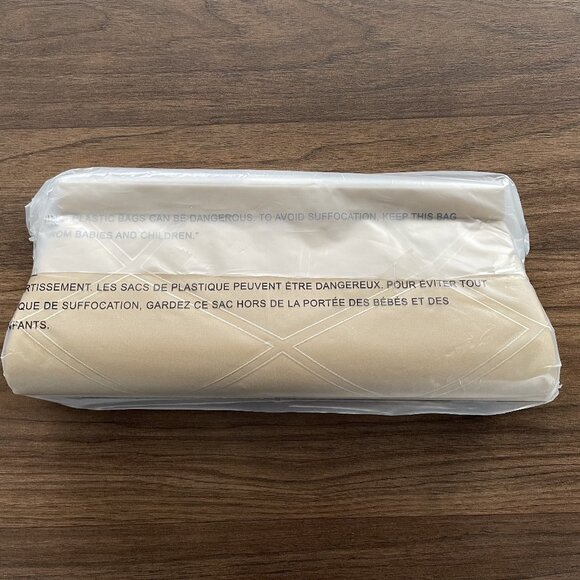 PLASTIC BAGS CAN BE DANGEROUS, TO AVOID SUFFOCATION, KEEP THIS BAG
FROM BABIES AND CHILDREN."
RTISSEMENT. LES SACS DE PLASTIQUE PEUVENT ÊTRE DANGEREUX. POUR ÉVITER TOUT
QUE DE SUFFOCATION, GARDEZ CE SAC HORS DE LA PORTÉE DES BÉBÉS ET DES
NFANTS.